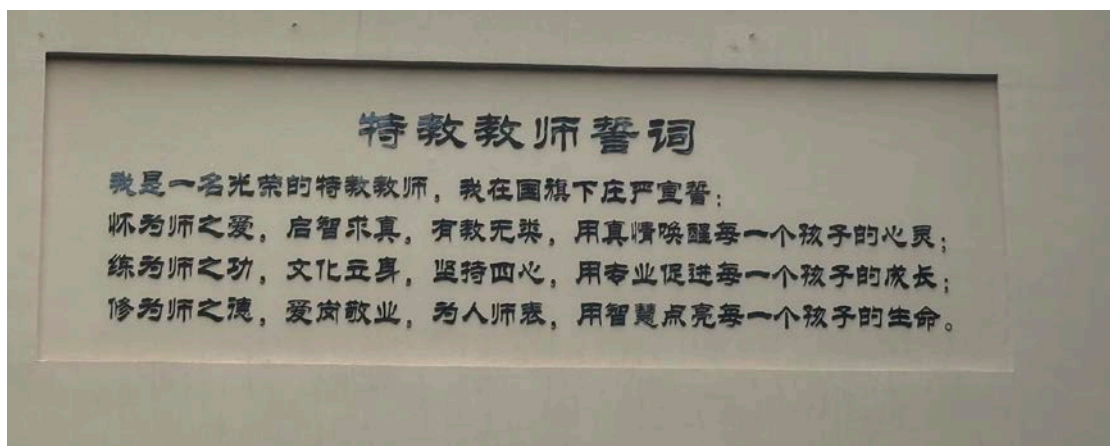 特教教师誓词
我是一名光荣的特教教师，我在国旗下庄严宣誓：
怀为师之爱，启智求真，有教无类，用真情唤醒每一个孩子的心灵；
练为师之功，文化立身，坚持四心，用专业促进每一个孩子的成长；
修为师之德，爱岗敬业，为人师表，用智慧点亮每一个孩子的生命。